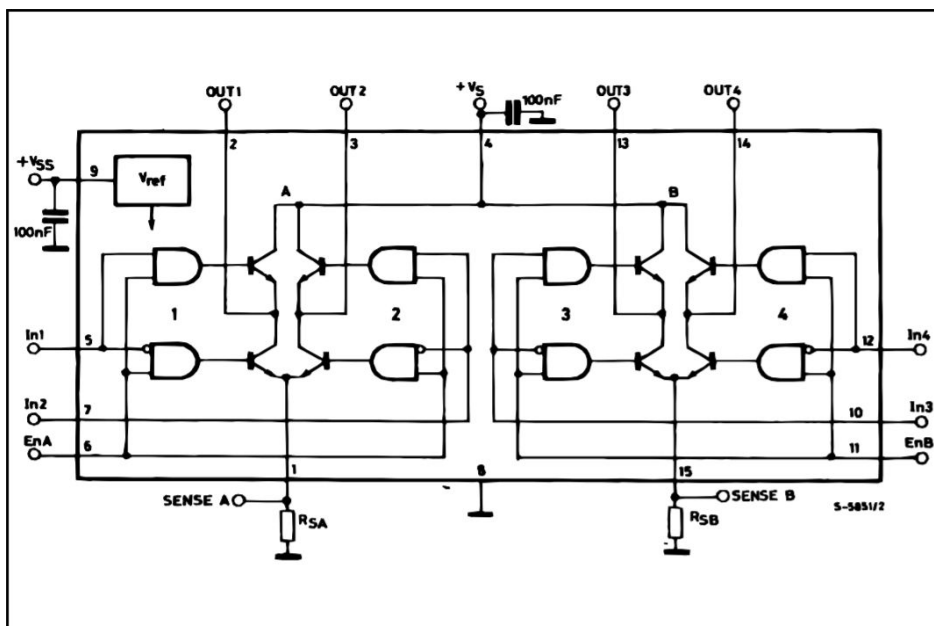 OUT1
OUT2
+VS
100nF
OUT3
OUT4
2
3
4
13
14
+VSS
9
Vref
100nF
A
B
1
2
3
4
In1
5
12
In4
In2
7
10
In3
EnA
6
11
EnB
1
8
15
SENSE A
RSA
SENSE B
RSB
S-5851/2